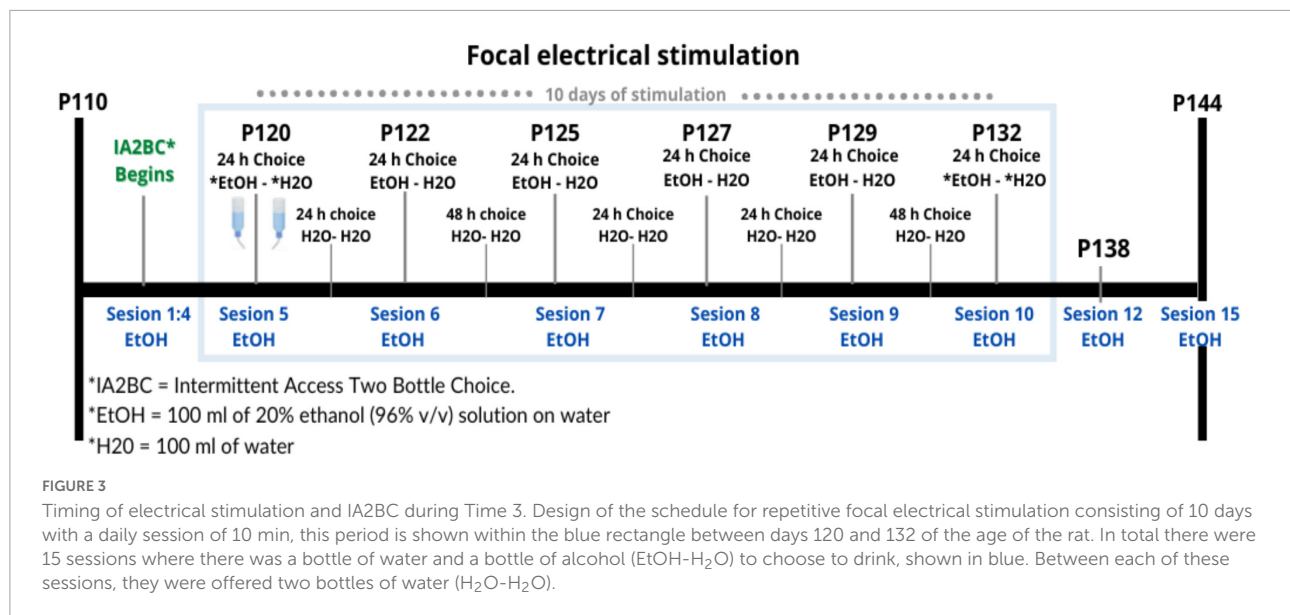 Focal electrical stimulation
10 days of stimulation
P110
P144
IA2BC*
Begins
P120
24 h Choice
*EtOH - *H2O
P122
24 h Choice
EtOH - H2O
P125
24 h Choice
EtOH - H2O
P127
24 h Choice
EtOH - H2O
P129
24 h Choice
EtOH - H2O
P132
24 h Choice
*EtOH - *H2O
24 h choice
H2O- H2O
48 h choice
H2O- H2O
24 h Choice
H2O- H2O
24 h Choice
H2O- H2O
48 h choice
H2O- H2O
P138
Sesion 1:4
EtOH
Sesion 5
EtOH
Sesion 6
EtOH
Sesion 7
EtOH
Sesion 8
EtOH
Sesion 9
EtOH
Sesion 10
EtOH
Sesion 12
EtOH
Sesion 15
EtOH
*IA2BC = Intermittent Access Two Bottle Choice.
*EtOH = 100 ml of 20% ethanol (96% v/v) solution on water
*H20 = 100 ml of water
FIGURE 3
Timing of electrical stimulation and IA2BC during Time 3. Design of the schedule for repetitive focal electrical stimulation consisting of 10 days
with a daily session of 10 min, this period is shown within the blue rectangle between days 120 and 132 of the age of the rat. In total there were
15 sessions where there was a bottle of water and a bottle of alcohol (EtOH-H₂O) to choose to drink, shown in blue. Between each of these
sessions, they were offered two bottles of water (H₂O-H₂O).